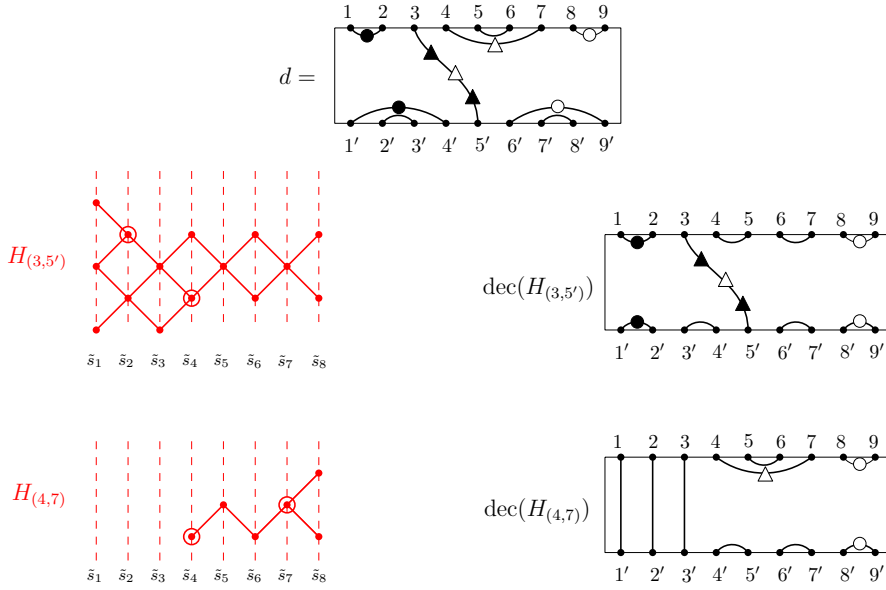 1 2 3 4 5 6 7 8 9
d =
1′ 2′ 3′ 4′ 5′ 6′ 7′ 8′ 9′
H(3,5′)
s̃1 s̃2 s̃3 s̃4 s̃5 s̃6 s̃7 s̃8
1 2 3 4 5 6 7 8 9
dec(H(3,5′))
1′ 2′ 3′ 4′ 5′ 6′ 7′ 8′ 9′
H(4,7)
s̃1 s̃2 s̃3 s̃4 s̃5 s̃6 s̃7 s̃8
1 2 3 4 5 6 7 8 9
dec(H(4,7))
1′ 2′ 3′ 4′ 5′ 6′ 7′ 8′ 9′